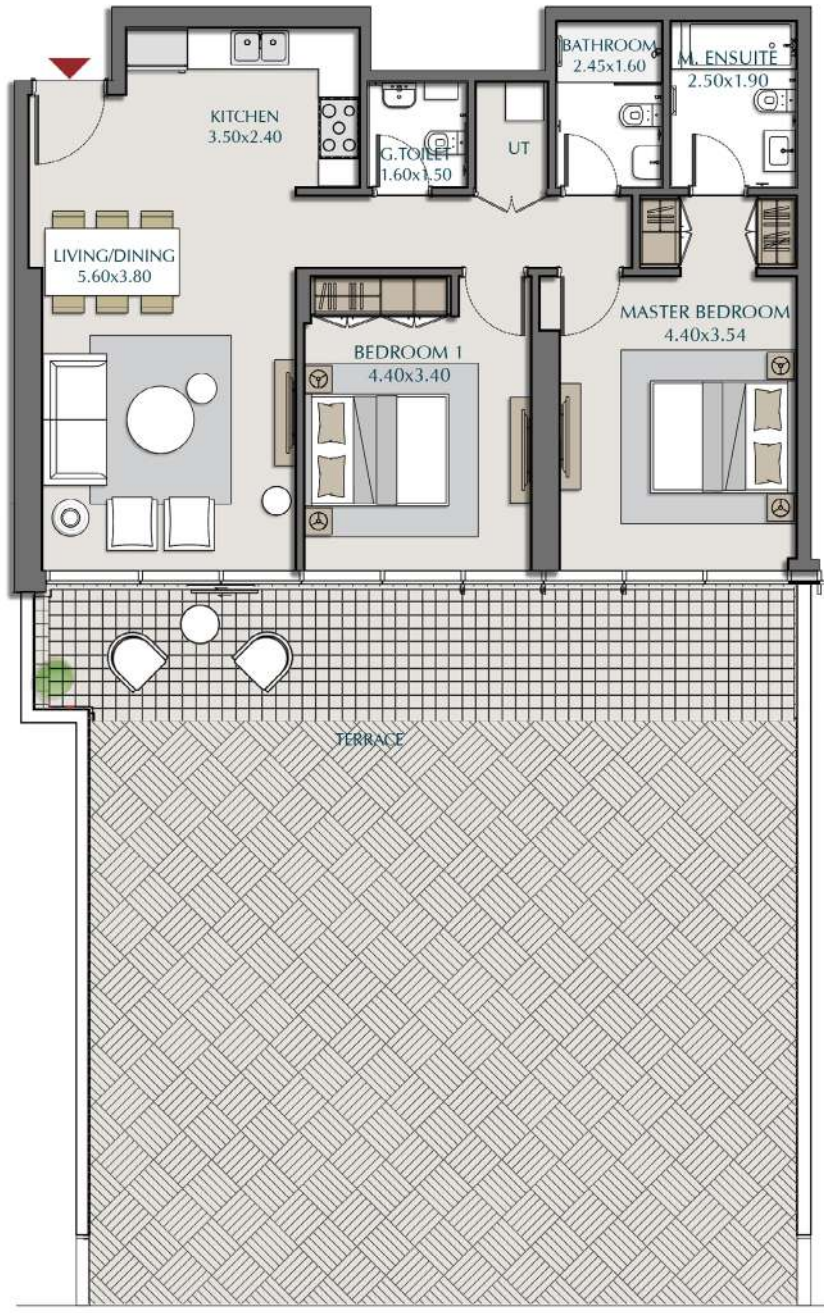 BATHROOM
2.45x1.60
M. ENSUITE
2.50x1.90
KITCHEN
3.50x2.40
G.TOILET
1.60x1.50
UT
LIVING/DINING
5.60x3.80
MASTER BEDROOM
4.40x3.54
BEDROOM 1
4.40x3.40
TERRACE